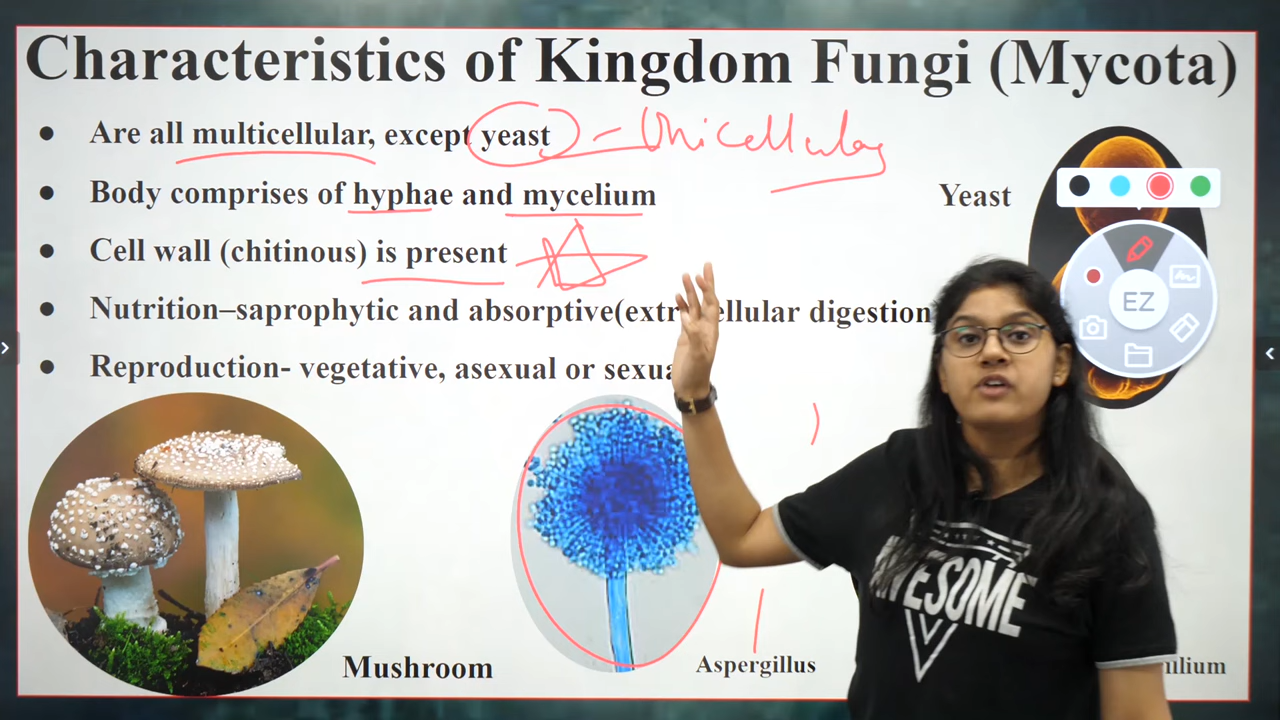 Characteristics of Kingdom Fungi (Mycota)
● Are all multicellular, except yeast = Unicellular
● Body comprises of hyphae and mycelium
Yeast
● Cell wall (chitinous) is present
● Nutrition–saprophytic and absorptive(extr ellular digestion
● Reproduction- vegetative, asexual or sexua
EZ
AWESOME
Mushroom
Aspergillus
illium